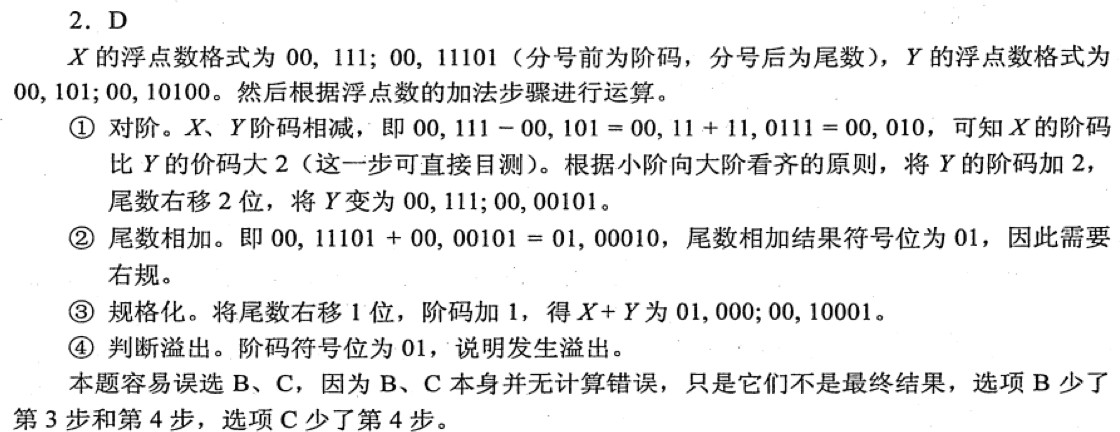 2. D
X 的浮点数格式为 00, 111; 00, 11101（分号前为阶码，分号后为尾数），Y 的浮点数格式为
00, 101; 00, 10100。然后根据浮点数的加法步骤进行运算。
① 对阶。X、Y 阶码相减，即 00, 111 − 00, 101 = 00, 11 + 11, 0111 = 00, 010，可知 X 的阶码
比 Y 的价码大 2（这一步可直接目测）。根据小阶向大阶看齐的原则，将 Y 的阶码加 2，
尾数右移 2 位，将 Y 变为 00, 111; 00, 00101。
② 尾数相加。即 00, 11101 + 00, 00101 = 01, 00010，尾数相加结果符号位为 01，因此需要
右规。
③ 规格化。将尾数右移 1 位，阶码加 1，得 X + Y 为 01, 000; 00, 10001。
④ 判断溢出。阶码符号位为 01，说明发生溢出。
本题容易误选 B、C，因为 B、C 本身并无计算错误，只是它们不是最终结果，选项 B 少了
第 3 步和第 4 步，选项 C 少了第 4 步。